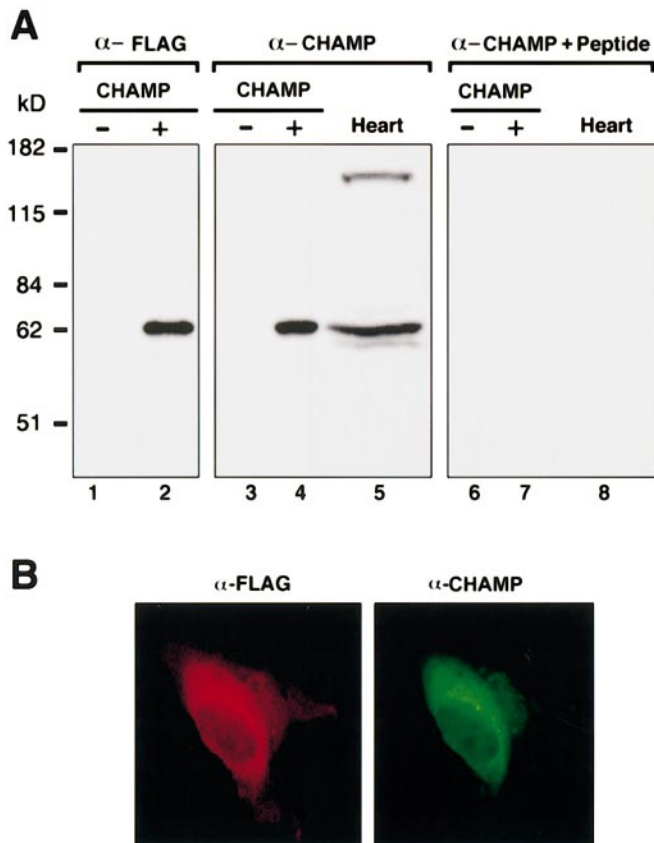 A
α– FLAG α–CHAMP α–CHAMP + Peptide
CHAMP CHAMP CHAMP
kD – + – + Heart – + Heart
182
115
84
62
51
1 2 3 4 5 6 7 8
B
α-FLAG α-CHAMP